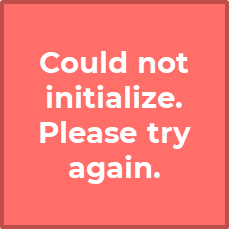 Could not
initialize.
Please try
again.